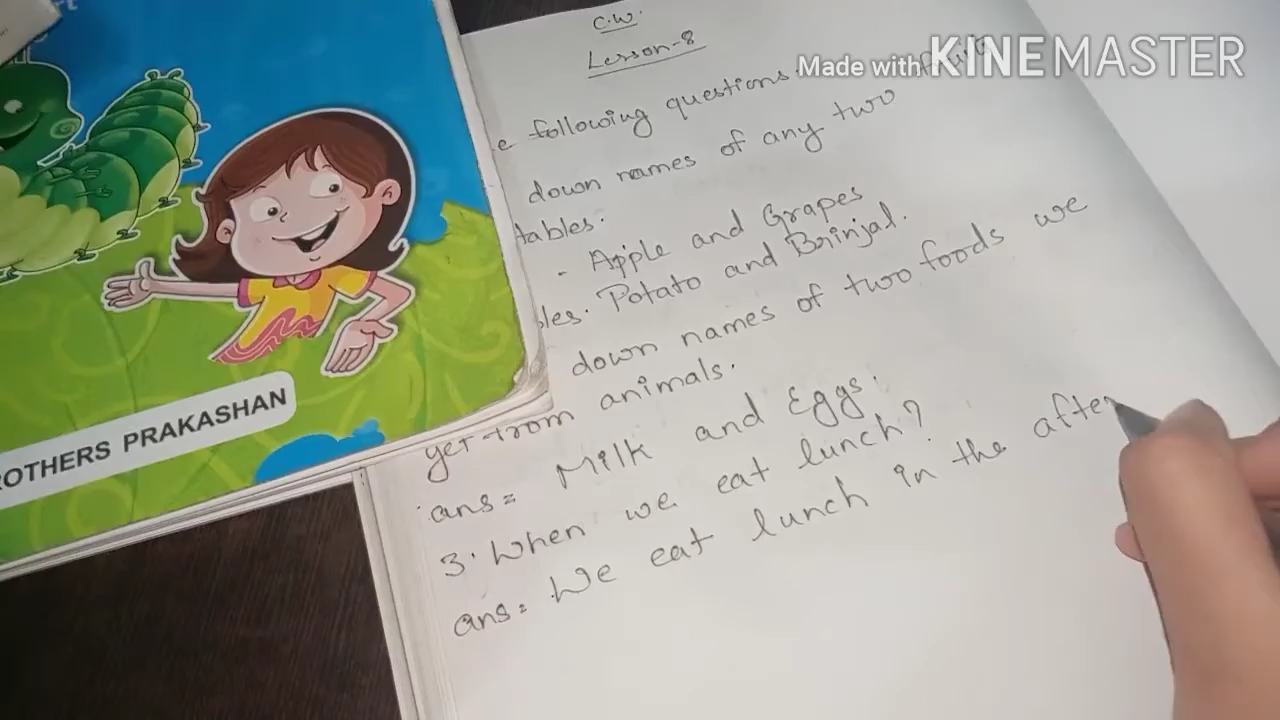 Made with KINEMASTER
C.W.
Lesson-8
e following questions
down names of any two
tables.
- Apple and Grapes
les. Potato and Brinjal.
down names of two foods we
get from animals.
ans= Milk and Eggs.
3. When we eat lunch?
ans= We eat lunch in the after
ROTHERS PRAKASHAN